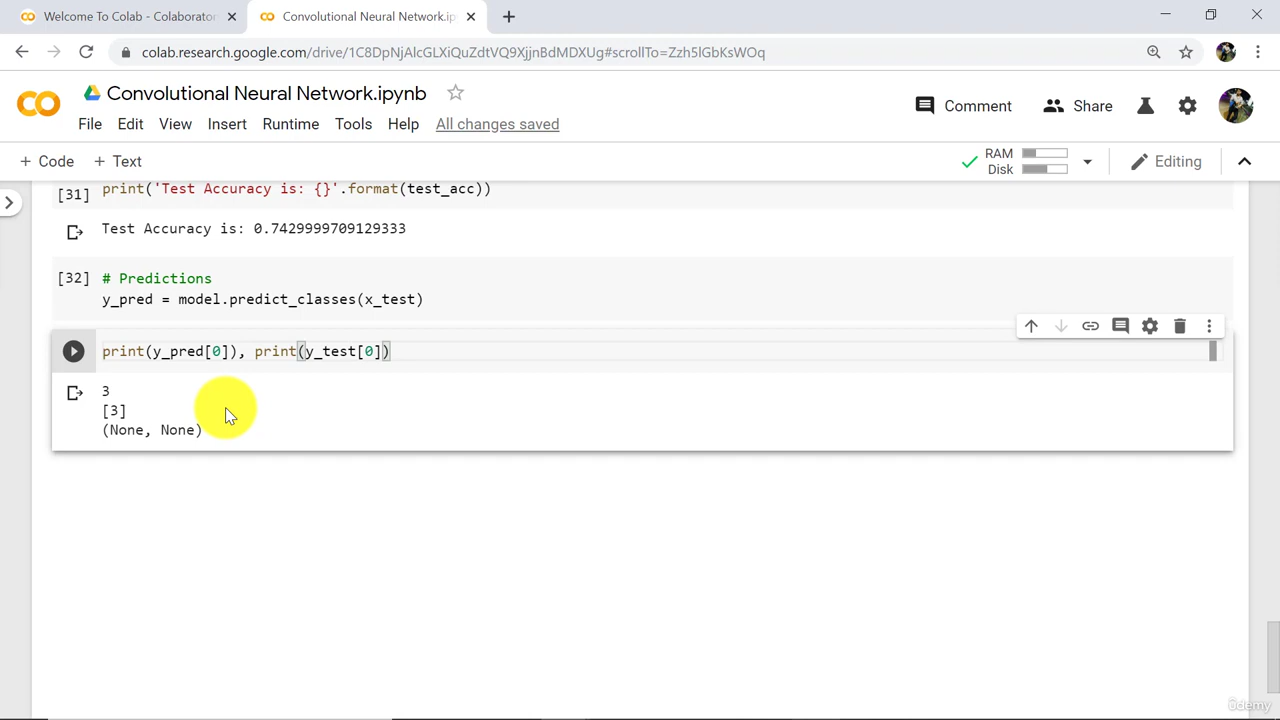 Welcome To Colab - Colaborator
Convolutional Neural Network.ip
colab.research.google.com/drive/1C8DpNjAlcGLXiQuZdtVQ9XjjnBdMDXUg#scrollTo=Zzh5lGbKsWOq
Convolutional Neural Network.ipynb
Comment
Share
File Edit View Insert Runtime Tools Help All changes saved
+ Code + Text
RAM
Disk
Editing
[31] print('Test Accuracy is: {}'.format(test_acc))
Test Accuracy is: 0.7429999709129333
[32] # Predictions
y_pred = model.predict_classes(x_test)
print(y_pred[0]), print(y_test[0])
3
[3]
(None, None)
ûdemy